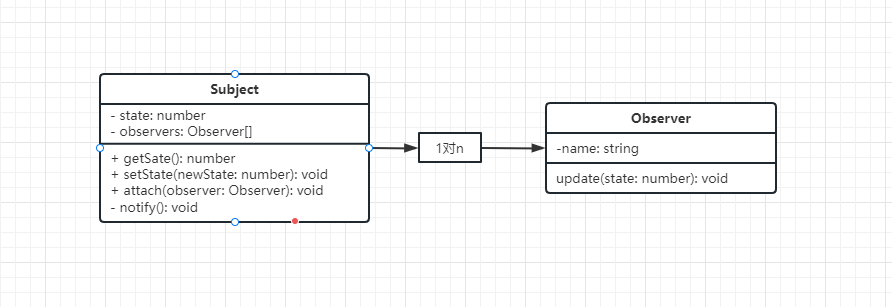 Subject
- state: number
- observers: Observer[]
+ getSate(): number
+ setState(newState: number): void
+ attach(observer: Observer): void
- notify(): void
1对n
Observer
-name: string
update(state: number): void